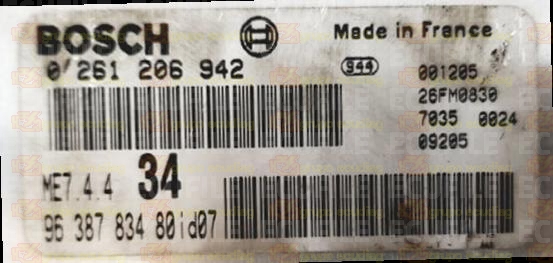 BOSCH
Made in France
0 261 206 942
944
001205
26FM0830
7035 0024
09205
ME7.4.4
34
96 387 834 80id07